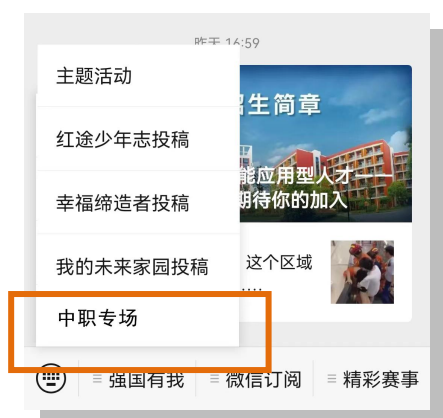 昨天 16:59
主题活动
生简章
红途少年志投稿
能应用型人才——
期待你的加入
幸福缔造者投稿
我的未来家园投稿
这个区域
.....
中职专场
强国有我
微信订阅
精彩赛事